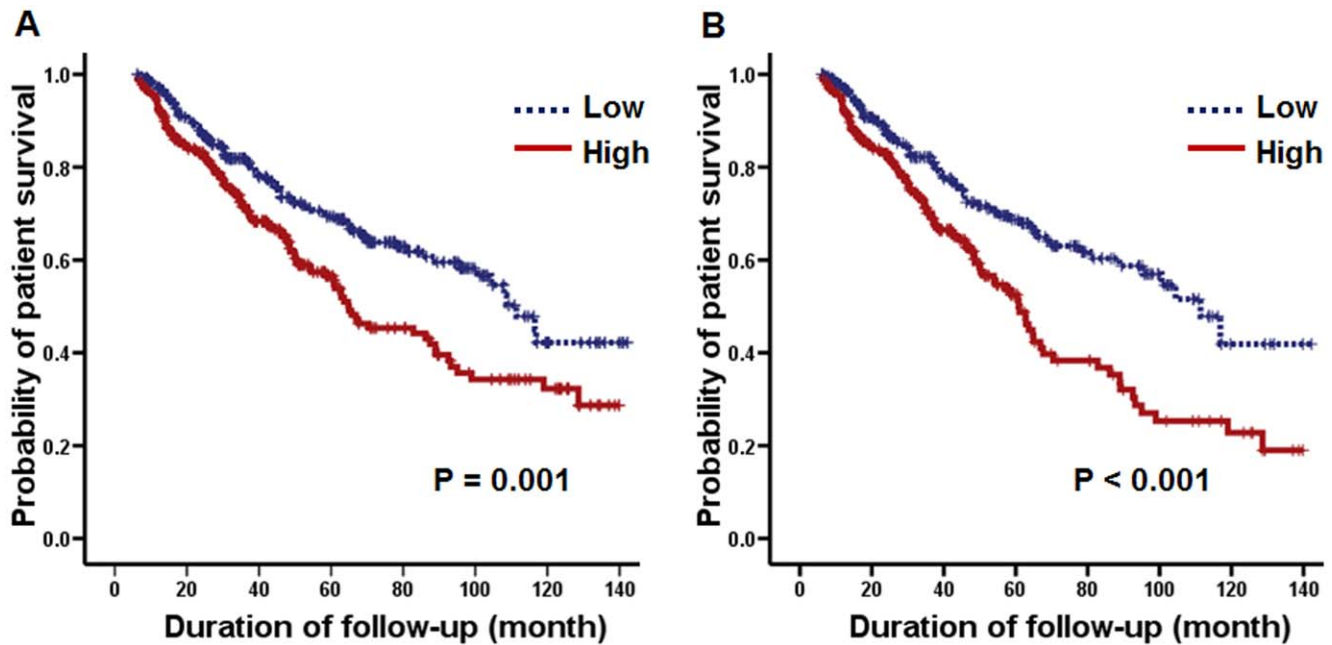 A
Probability of patient survival
1.0
0.8
0.6
0.4
0.2
0.0
Low
High
P = 0.001
0 20 40 60 80 100 120 140
Duration of follow-up (month)
B
Probability of patient survival
1.0
0.8
0.6
0.4
0.2
0.0
Low
High
P < 0.001
0 20 40 60 80 100 120 140
Duration of follow-up (month)